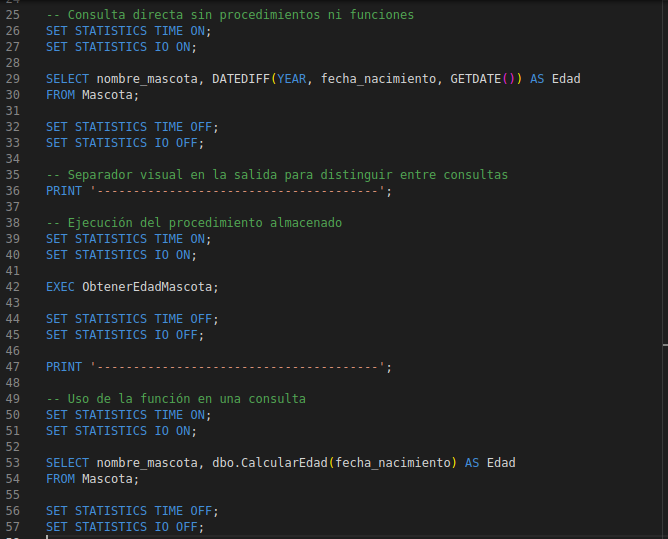 25 -- Consulta directa sin procedimientos ni funciones
26 SET STATISTICS TIME ON;
27 SET STATISTICS IO ON;
28
29 SELECT nombre_mascota, DATEDIFF(YEAR, fecha_nacimiento, GETDATE()) AS Edad
30 FROM Mascota;
31
32 SET STATISTICS TIME OFF;
33 SET STATISTICS IO OFF;
34
35 -- Separador visual en la salida para distinguir entre consultas
36 PRINT '---------------------------------------';
37
38 -- Ejecución del procedimiento almacenado
39 SET STATISTICS TIME ON;
40 SET STATISTICS IO ON;
41
42 EXEC ObtenerEdadMascota;
43
44 SET STATISTICS TIME OFF;
45 SET STATISTICS IO OFF;
46
47 PRINT '---------------------------------------';
48
49 -- Uso de la función en una consulta
50 SET STATISTICS TIME ON;
51 SET STATISTICS IO ON;
52
53 SELECT nombre_mascota, dbo.CalcularEdad(fecha_nacimiento) AS Edad
54 FROM Mascota;
55
56 SET STATISTICS TIME OFF;
57 SET STATISTICS IO OFF;